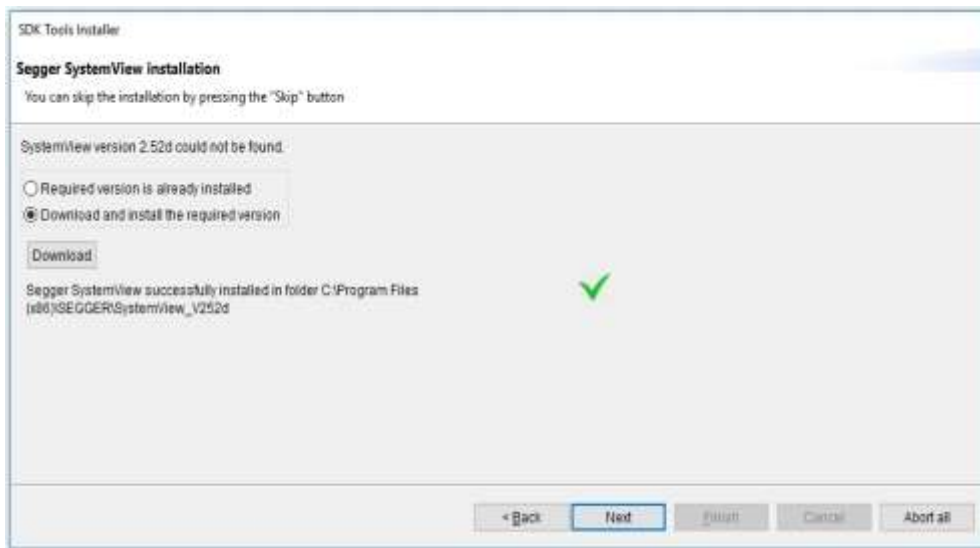 SDK Tools Installer
Segger SystemView installation
You can skip the installation by pressing the "Skip" button
SystemView version 2.52d could not be found.
Required version is already installed
Download and install the required version
Download
Segger SystemView successfully installed in folder C:\Program Files
(x86)\SEGGER\SystemView_V252d
< Back
Next
Finish
Cancel
Abort all